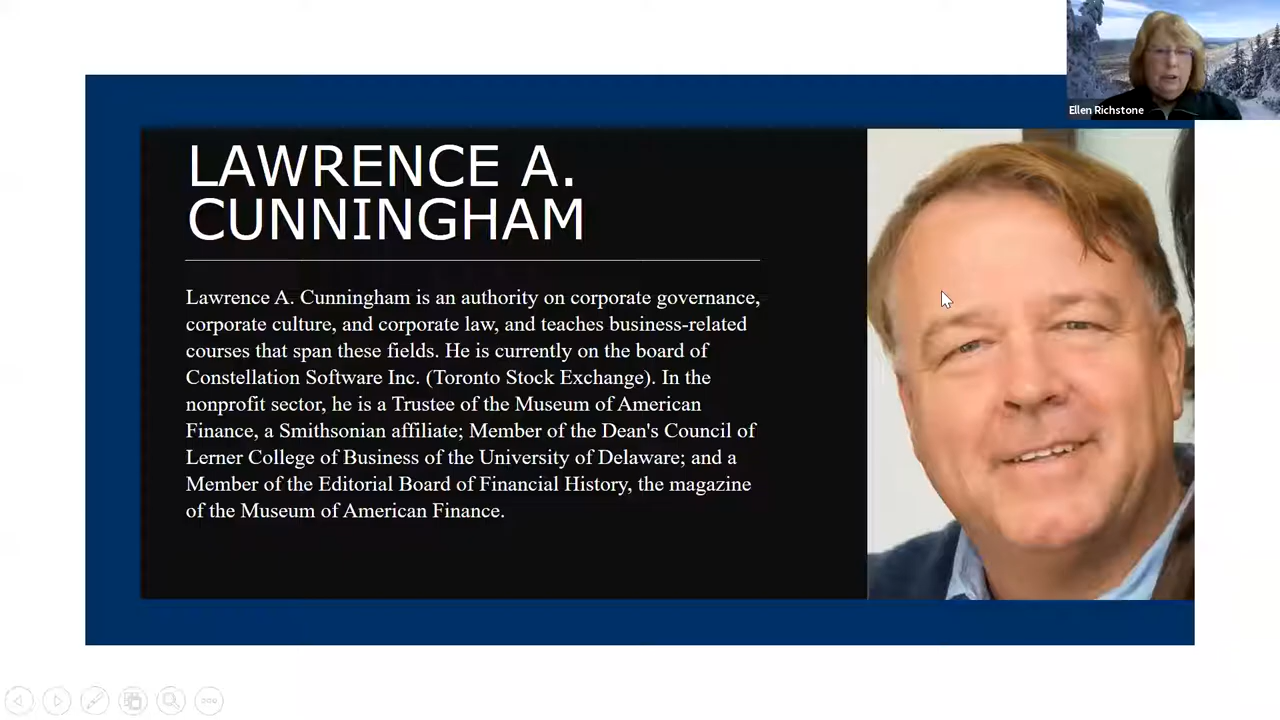 Ellen Richstone
LAWRENCE A.
CUNNINGHAM
Lawrence A. Cunningham is an authority on corporate governance,
corporate culture, and corporate law, and teaches business-related
courses that span these fields. He is currently on the board of
Constellation Software Inc. (Toronto Stock Exchange). In the
nonprofit sector, he is a Trustee of the Museum of American
Finance, a Smithsonian affiliate; Member of the Dean's Council of
Lerner College of Business of the University of Delaware; and a
Member of the Editorial Board of Financial History, the magazine
of the Museum of American Finance.